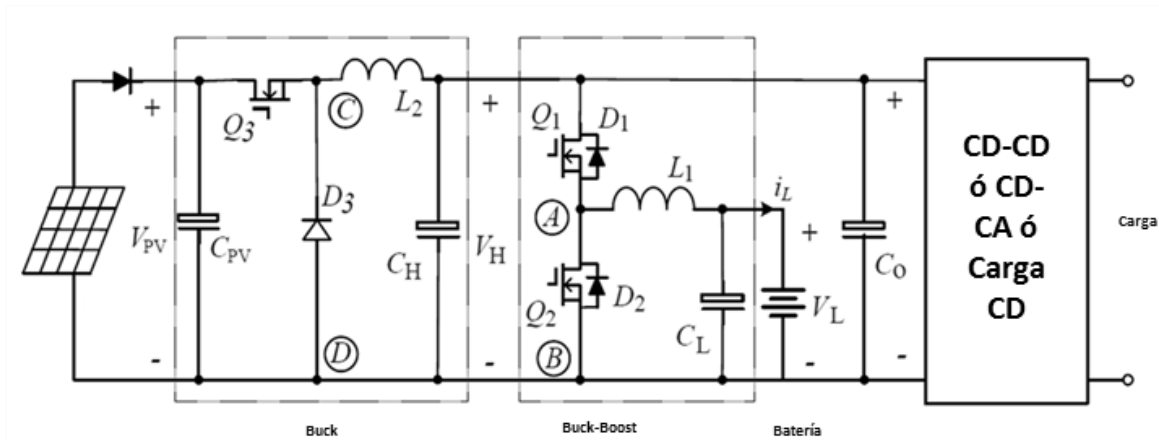 +
Q3
C
L2
+
Q1
D1
+
VPV
CPV
D3
CH
VH
A
L1
iL
+
VL
CO
Q2
D2
CL
-
D
-
B
-
-
CD-CD
ó CD-
CA ó
Carga
CD
Carga
Buck
Buck-Boost
Batería